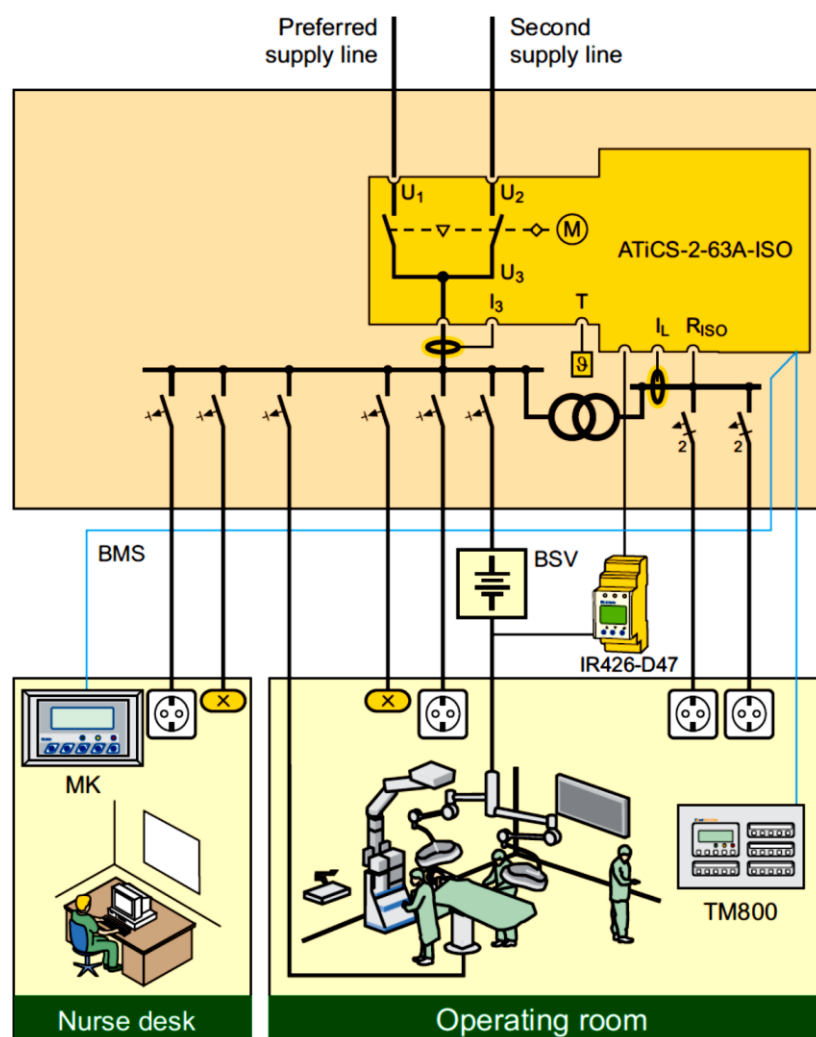 Preferred
supply line
Second
supply line
U1
U2
M
ATiCS-2-63A-ISO
U3
I3
T
IL
RISO
ϑ
2
2
BMS
BSV
IR426-D47
MK
TM800
Nurse desk
Operating room